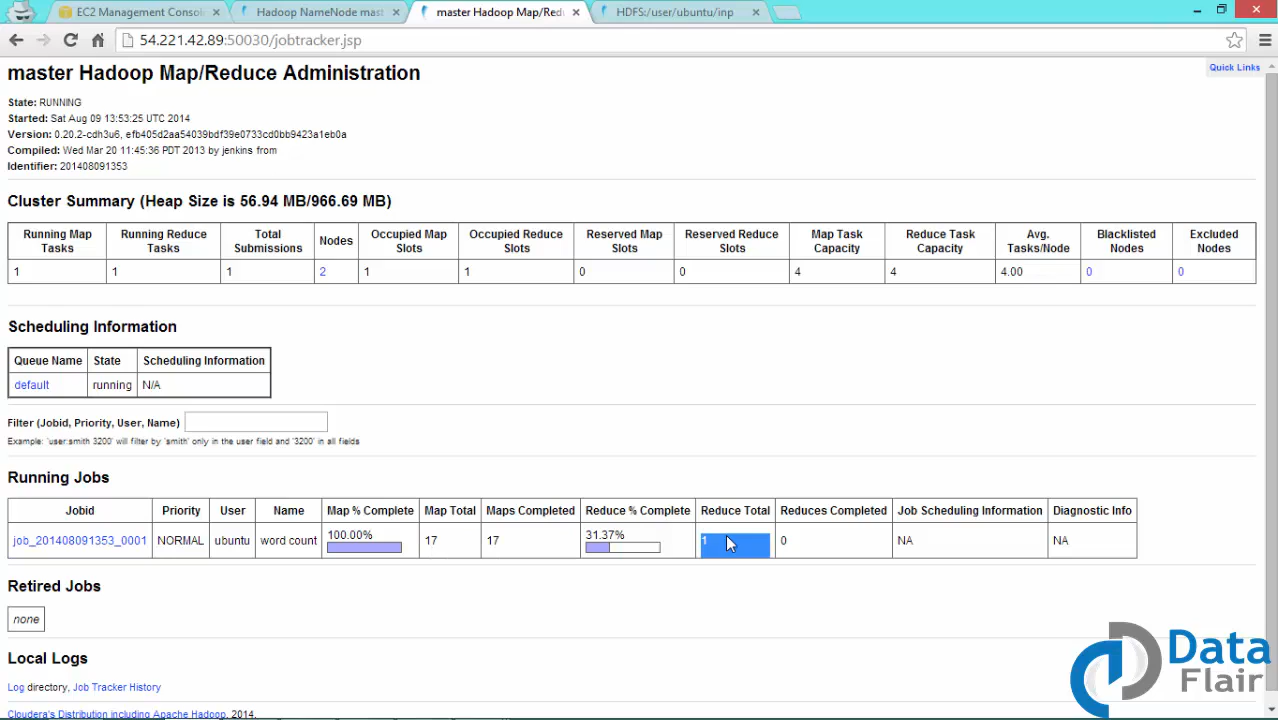 EC2 Management Consol
Hadoop NameNode mast
master Hadoop Map/Redu
HDFS:/user/ubuntu/inp
54.221.42.89:50030/jobtracker.jsp
master Hadoop Map/Reduce Administration
Quick Links
State: RUNNING
Started: Sat Aug 09 13:53:25 UTC 2014
Version: 0.20.2-cdh3u6, efb405d2aa54039bdf39e0733cd0bb9423a1eb0a
Compiled: Wed Mar 20 11:45:36 PDT 2013 by jenkins from
Identifier: 201408091353
Cluster Summary (Heap Size is 56.94 MB/966.69 MB)
Running Map Tasks Running Reduce Tasks Total Submissions Nodes Occupied Map Slots Occupied Reduce Slots Reserved Map Slots Reserved Reduce Slots Map Task Capacity Reduce Task Capacity Avg. Tasks/Node Blacklisted Nodes Excluded Nodes
1 1 1 2 1 1 0 0 4 4 4.00 0 0
Scheduling Information
Queue Name State Scheduling Information
default running N/A
Filter (Jobid, Priority, User, Name)
Example: 'user:smith 3200' will filter by 'smith' only in the user field and '3200' in all fields
Running Jobs
Jobid Priority User Name Map % Complete Map Total Maps Completed Reduce % Complete Reduce Total Reduces Completed Job Scheduling Information Diagnostic Info
job_201408091353_0001 NORMAL ubuntu word count 100.00% 17 17 31.37% 1 0 NA NA
Retired Jobs
none
Local Logs
Log directory, Job Tracker History
Cloudera's Distribution including Apache Hadoop, 2014.
Data
Flair